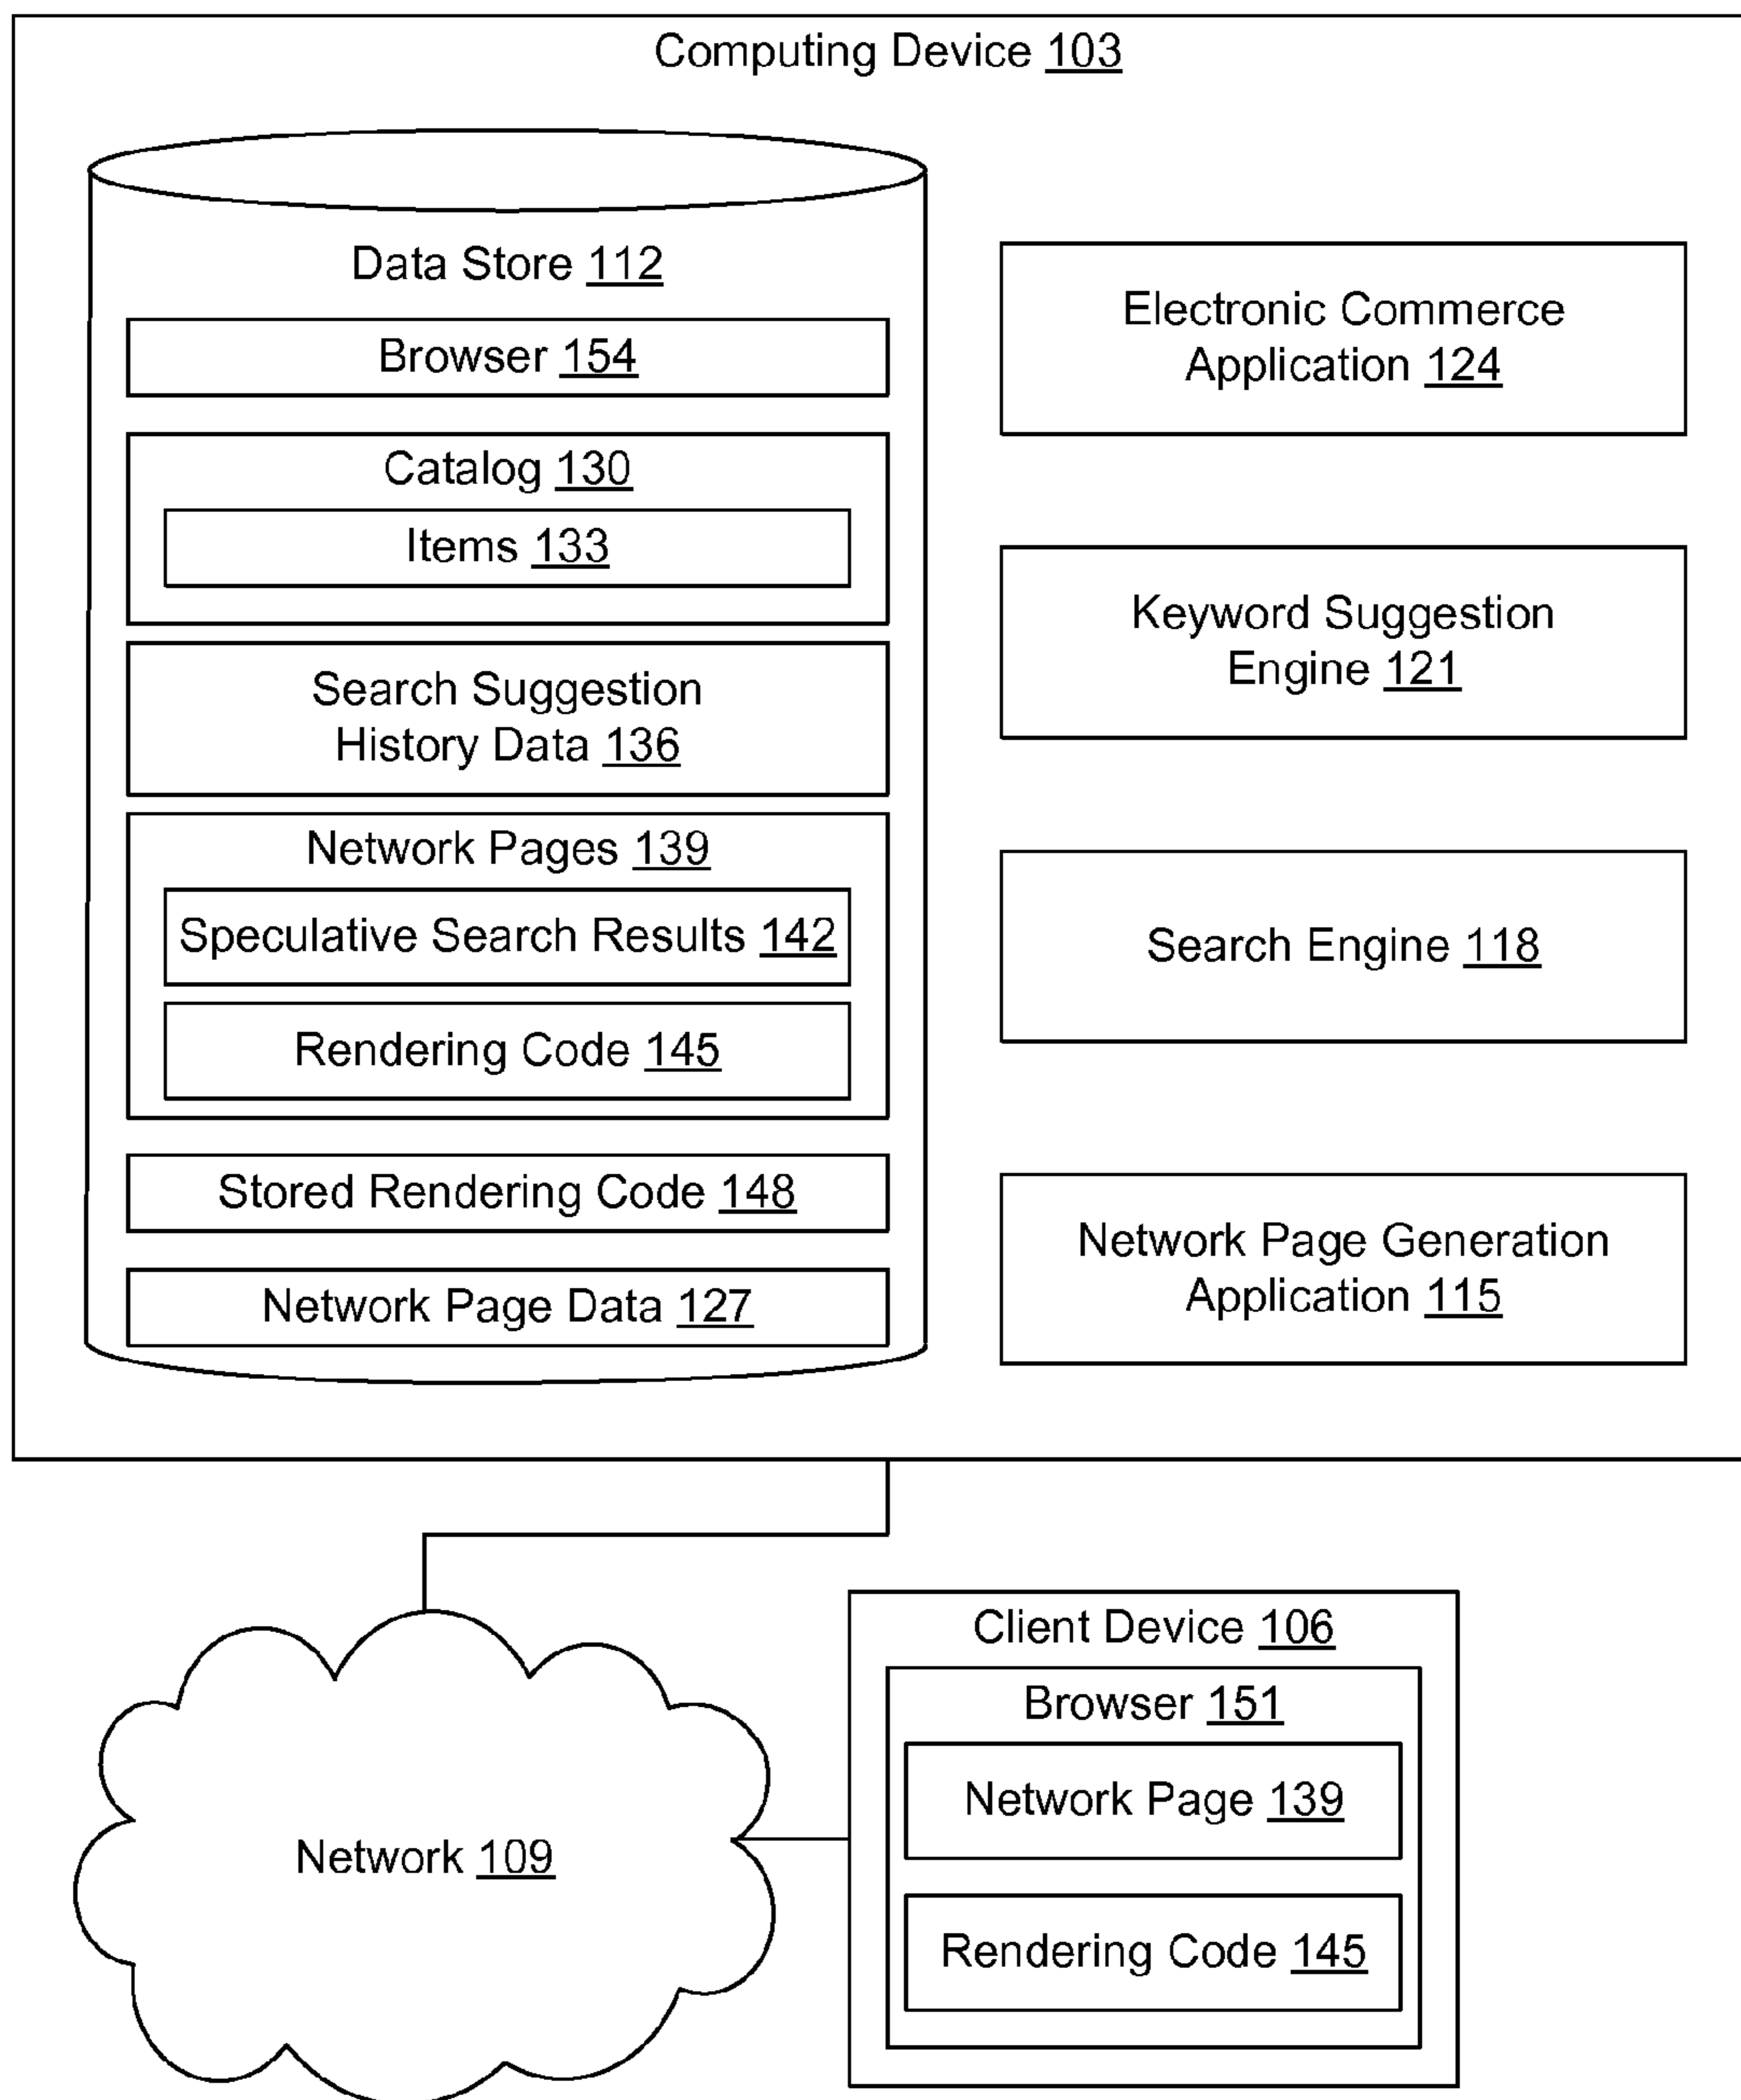 Computing Device 103
Data Store 112
Browser 154
Catalog 130
Items 133
Search Suggestion
History Data 136
Network Pages 139
Speculative Search Results 142
Rendering Code 145
Stored Rendering Code 148
Network Page Data 127
Electronic Commerce
Application 124
Keyword Suggestion
Engine 121
Search Engine 118
Network Page Generation
Application 115
Network 109
Client Device 106
Browser 151
Network Page 139
Rendering Code 145